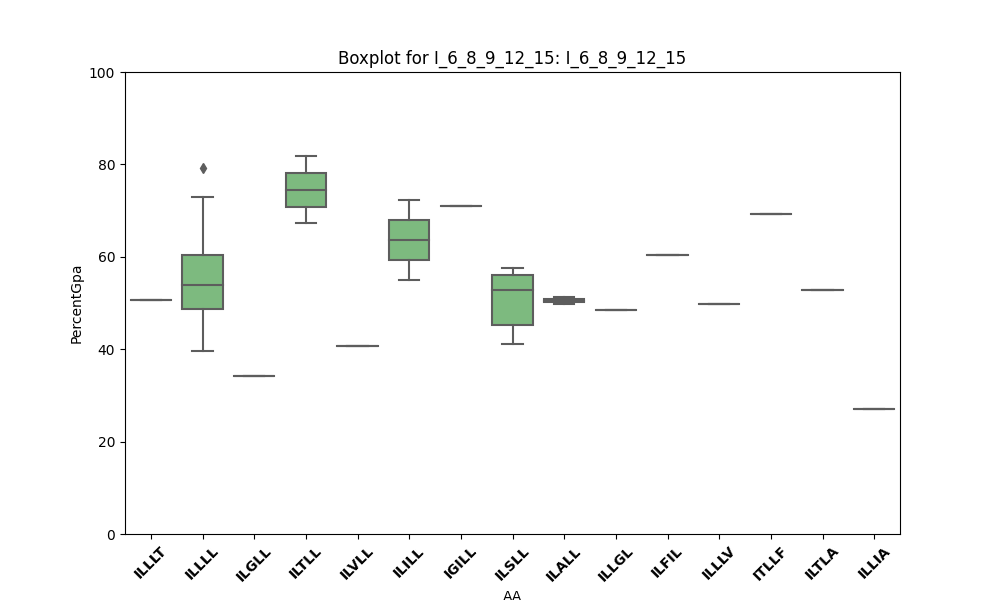 Boxplot for I_6_8_9_12_15: I_6_8_9_12_15
100
80
60
40
20
0
PercentGpa
ILLLT
ILLLL
ILGLL
ILTLL
ILVLL
ILILL
IGILL
ILSLL
ILALL
ILLGL
ILFIL
ILLLV
ITLLF
ILTLA
ILLIA
AA